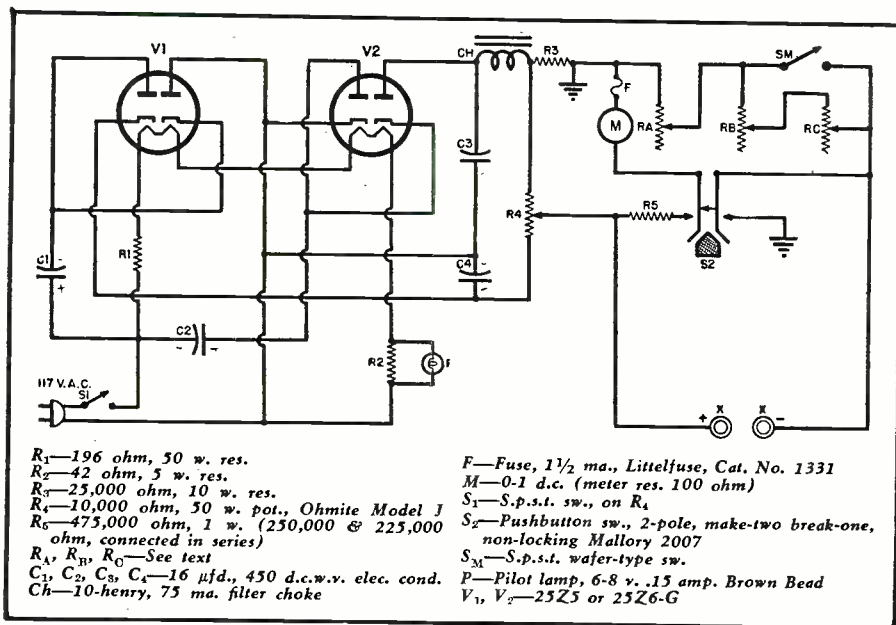 V1
V2
CH
R3
SM
F
M
RA
RB
RC
C3
R4
R5
S2
C1
-
+
R1
C4
-
-
C2
-
-
R2
P
117 V.A.C.
S1
+
X
X
-
R₁—196 ohm, 50 w. res.
R₂—42 ohm, 5 w. res.
R₃—25,000 ohm, 10 w. res.
R₄—10,000 ohm, 50 w. pot., Ohmite Model J
R₅—475,000 ohm, 1 w. (250,000 & 225,000
ohm, connected in series)
R_A, R_B, R_C—See text
C₁, C₂, C₃, C₄—16 µfd., 450 d.c.w.v. elec. cond.
Ch—10-henry, 75 ma. filter choke
F—Fuse, 1½ ma., Littelfuse, Cat. No. 1331
M—0-1 d.c. (meter res. 100 ohm)
S₁—S.p.s.t. sw., on R₄
S₂—Pushbutton sw., 2-pole, make-two break-one,
non-locking Mallory 2007
S_M—S.p.s.t. wafer-type sw.
P—Pilot lamp, 6-8 v. .15 amp. Brown Bead
V₁, V₂—25Z5 or 25Z6-G